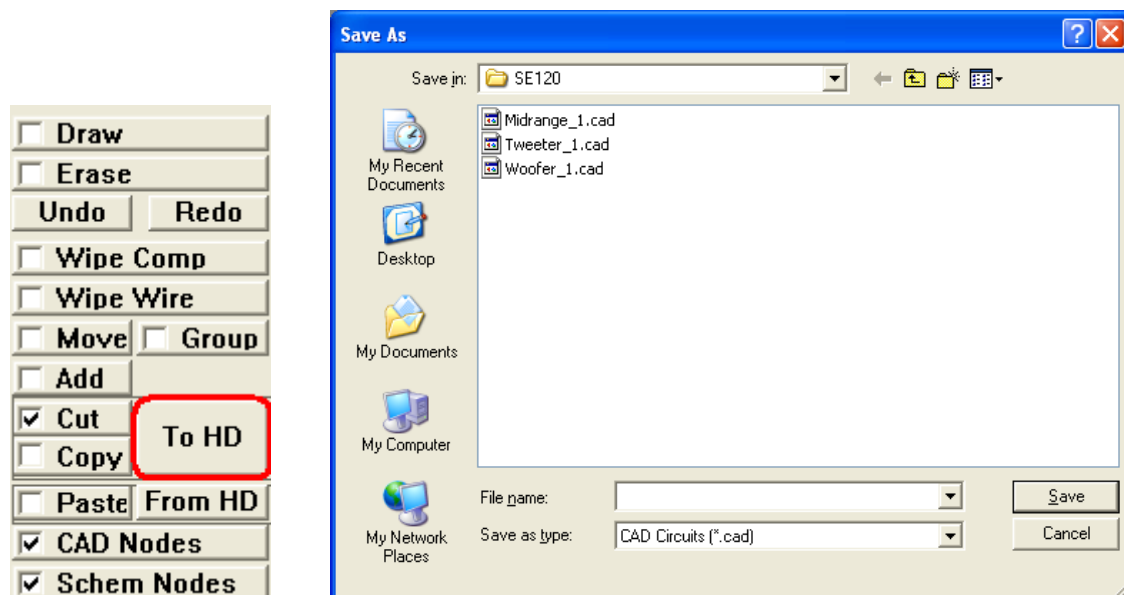 Draw
Erase
Undo Redo
Wipe Comp
Wipe Wire
Move Group
Add
Cut
To HD
Copy
Paste From HD
CAD Nodes
Schem Nodes
Save As
Save in: SE120
My Recent
Documents
Desktop
My Documents
My Computer
My Network
Places
Midrange_1.cad
Tweeter_1.cad
Woofer_1.cad
File name: Save
Save as type: CAD Circuits (*.cad) Cancel